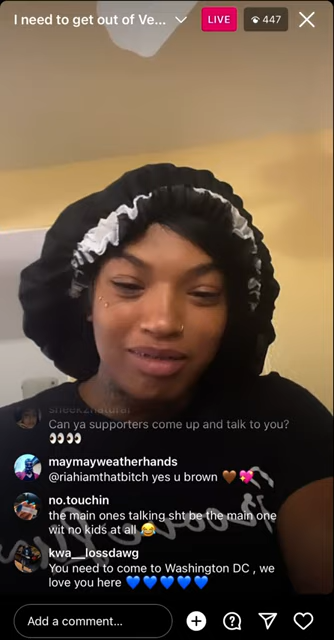 I need to get out of Ve...
LIVE
447
sheek2natural
Can ya supporters come up and talk to you?
👀👀
maymayweatherhands
@riahiamthatbitch yes u brown 🤎💖
no.touchin
the main ones talking sht be the main one
wit no kids at all 😂
kwa__lossdawg
You need to come to Washington DC , we
love you here 💙💙💙💙💙
Add a comment...